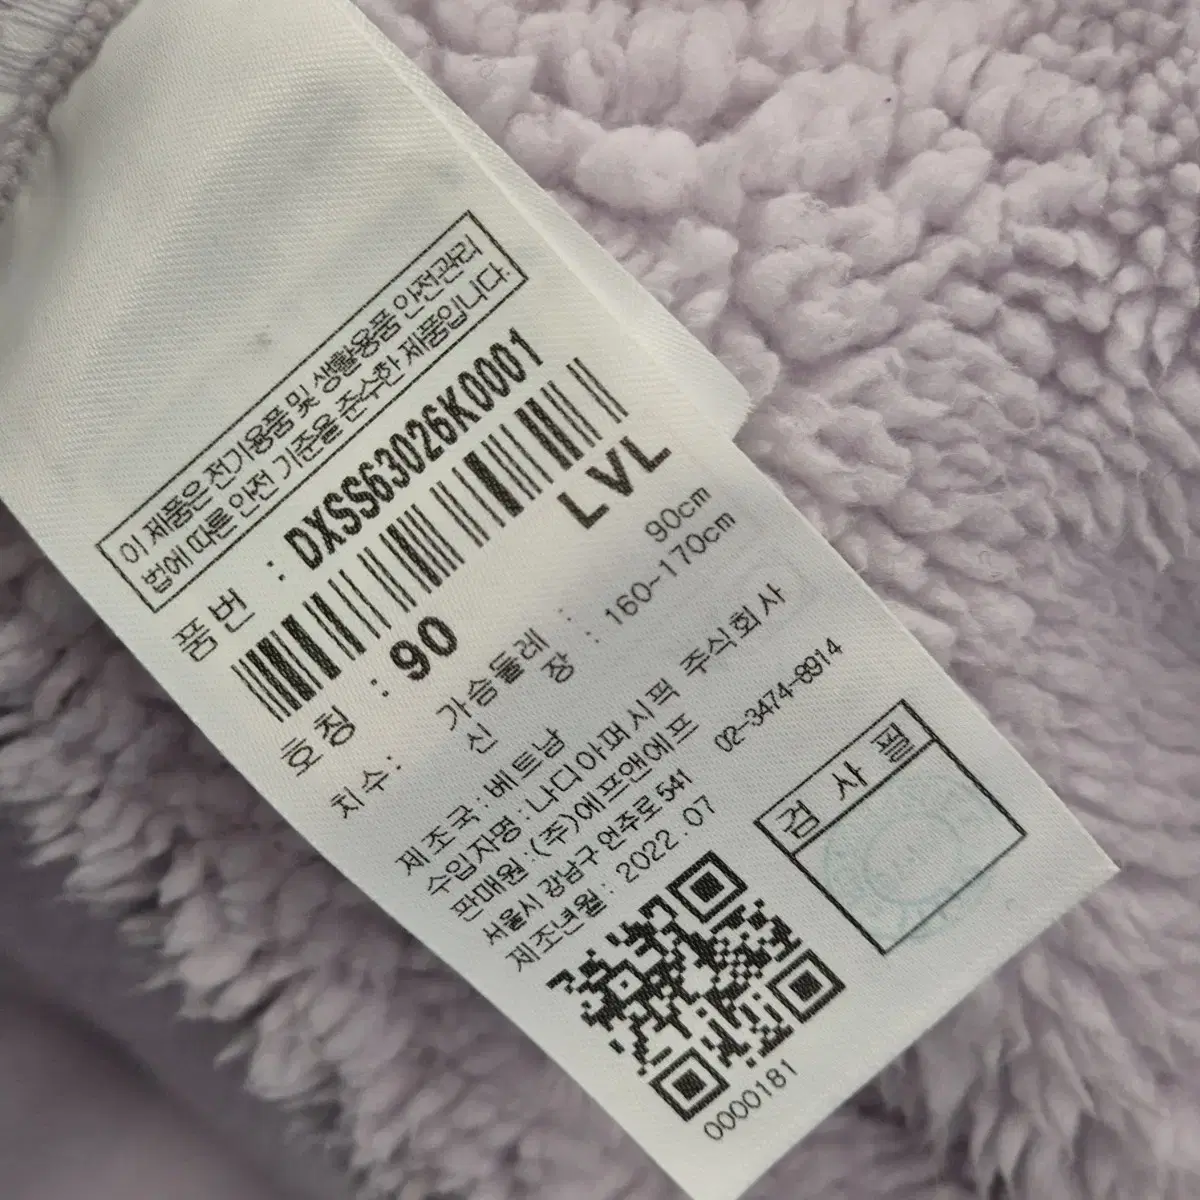 이 제품은 전기용품 및 생활용품 안전관리
법에 따른 안전 기준을 준수한 제품입니다.
품번 : DXSS63026K0001
LVL
호칭 : 90
치수 : 가슴둘레 : 90cm
신장 : 160~170cm
제조국 : 베트남
수입자명 : 나디아퍼시픽 주식회사
판매원 : (주)에프앤에프
서울시 강남구 언주로 541 02-3474-8914
제조년월 : 2022.07
검사필
0000181